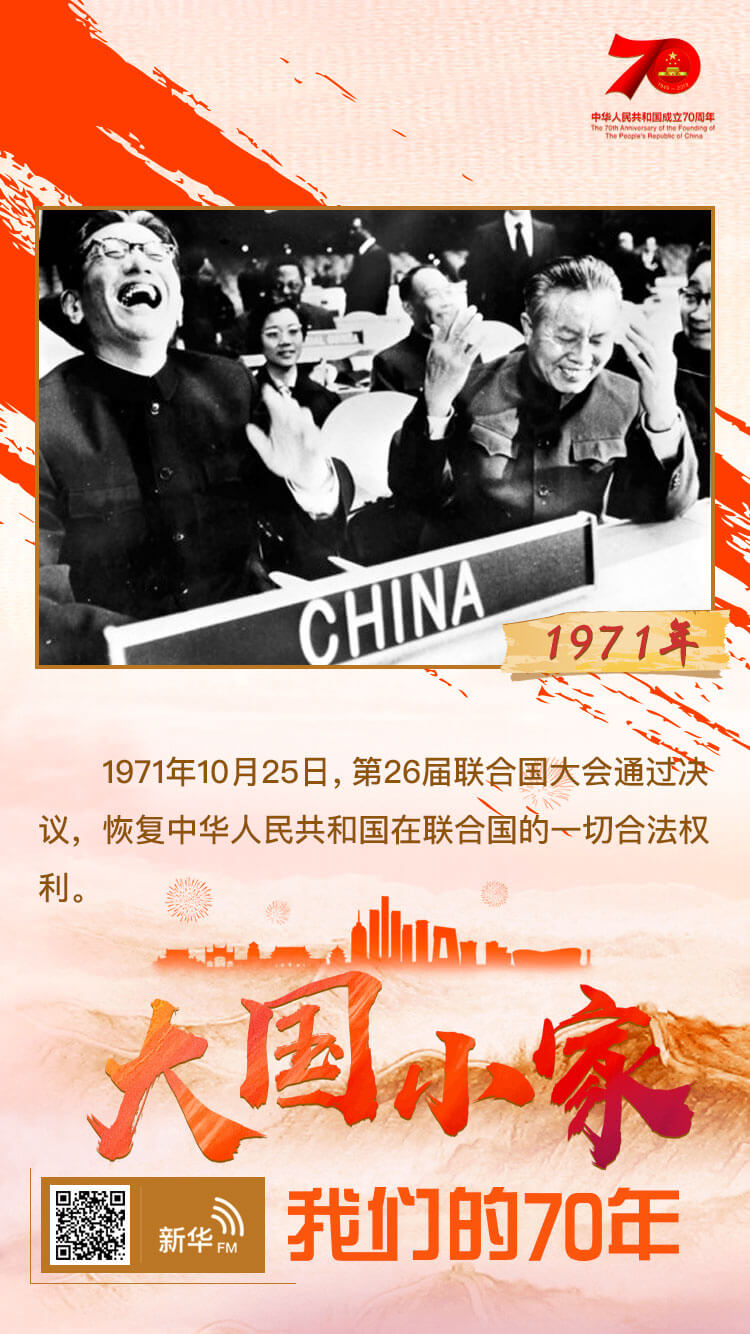 70
1949-2019
中华人民共和国成立70周年
The 70th Anniversary of the Founding of
The People's Republic of China
CHINA
1971年
1971年10月25日，第26届联合国大会通过决
议，恢复中华人民共和国在联合国的一切合法权
利。
大国小家
新华FM
我们的70年